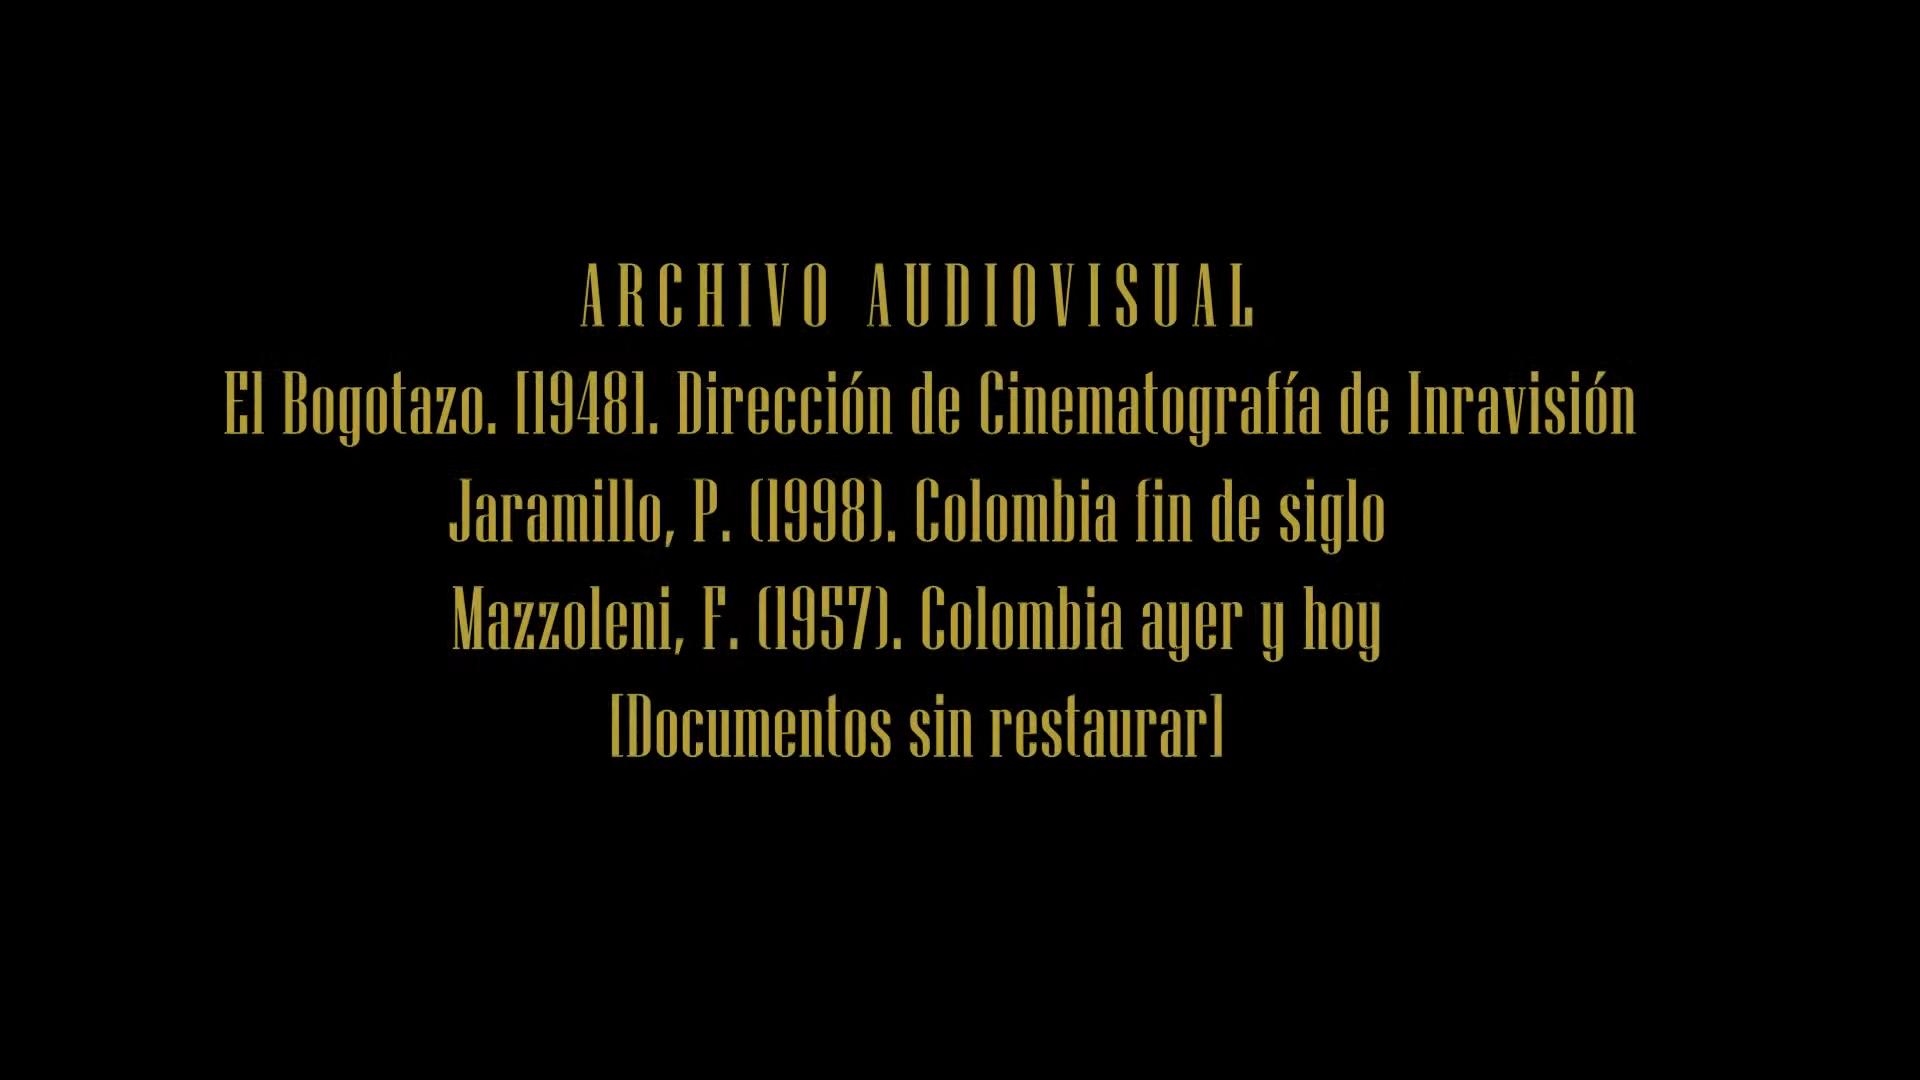 ARCHIVO AUDIOVISUAL
El Bogotazo. [1948]. Dirección de Cinematografía de Inravisión
Jaramillo, P. (1998). Colombia fin de siglo
Mazzoleni, F. (1957). Colombia ayer y hoy
[Documentos sin restaurar]